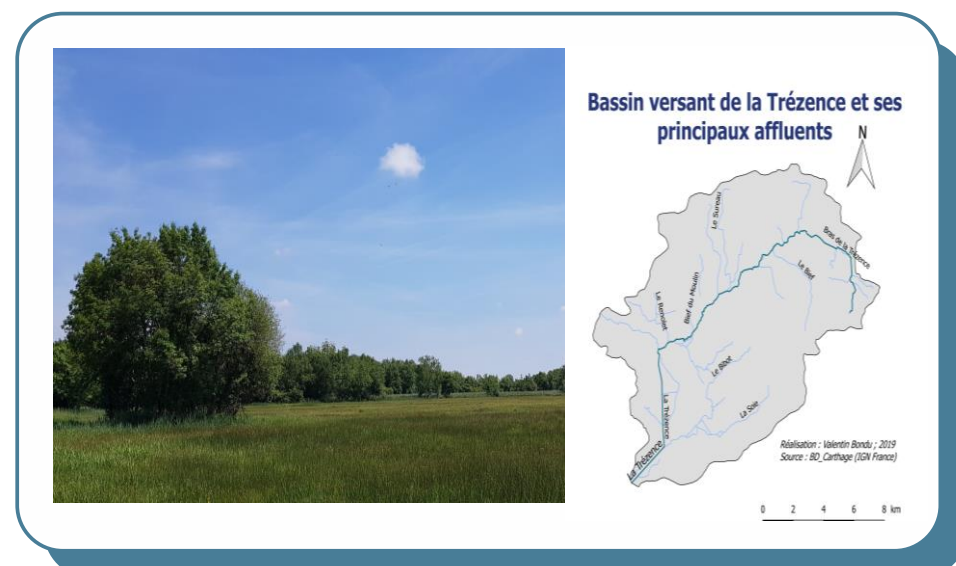 Bassin versant de la Trézence et ses
principaux affluents
N
Le Sureau
Bras de la Trézence
Le Bief
Bief du Moulin
Le Bénolet
Le Bibot
La Soie
La Trézence
La Trézence
Réalisation : Valentin Bondu ; 2019
Source : BD_Carthage (IGN France)
0 2 4 6 8 km